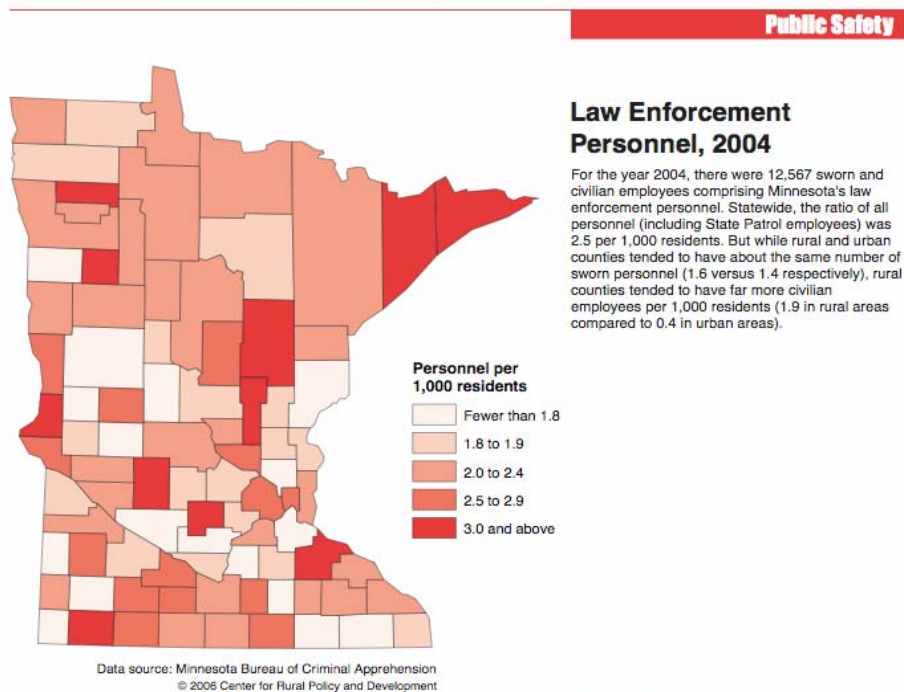 Public Safety
Law Enforcement
Personnel, 2004
For the year 2004, there were 12,567 sworn and
civilian employees comprising Minnesota's law
enforcement personnel. Statewide, the ratio of all
personnel (including State Patrol employees) was
2.5 per 1,000 residents. But while rural and urban
counties tended to have about the same number of
sworn personnel (1.6 versus 1.4 respectively), rural
counties tended to have far more civilian
employees per 1,000 residents (1.9 in rural areas
compared to 0.4 in urban areas).
Personnel per
1,000 residents
Fewer than 1.8
1.8 to 1.9
2.0 to 2.4
2.5 to 2.9
3.0 and above
Data source: Minnesota Bureau of Criminal Apprehension
© 2006 Center for Rural Policy and Development